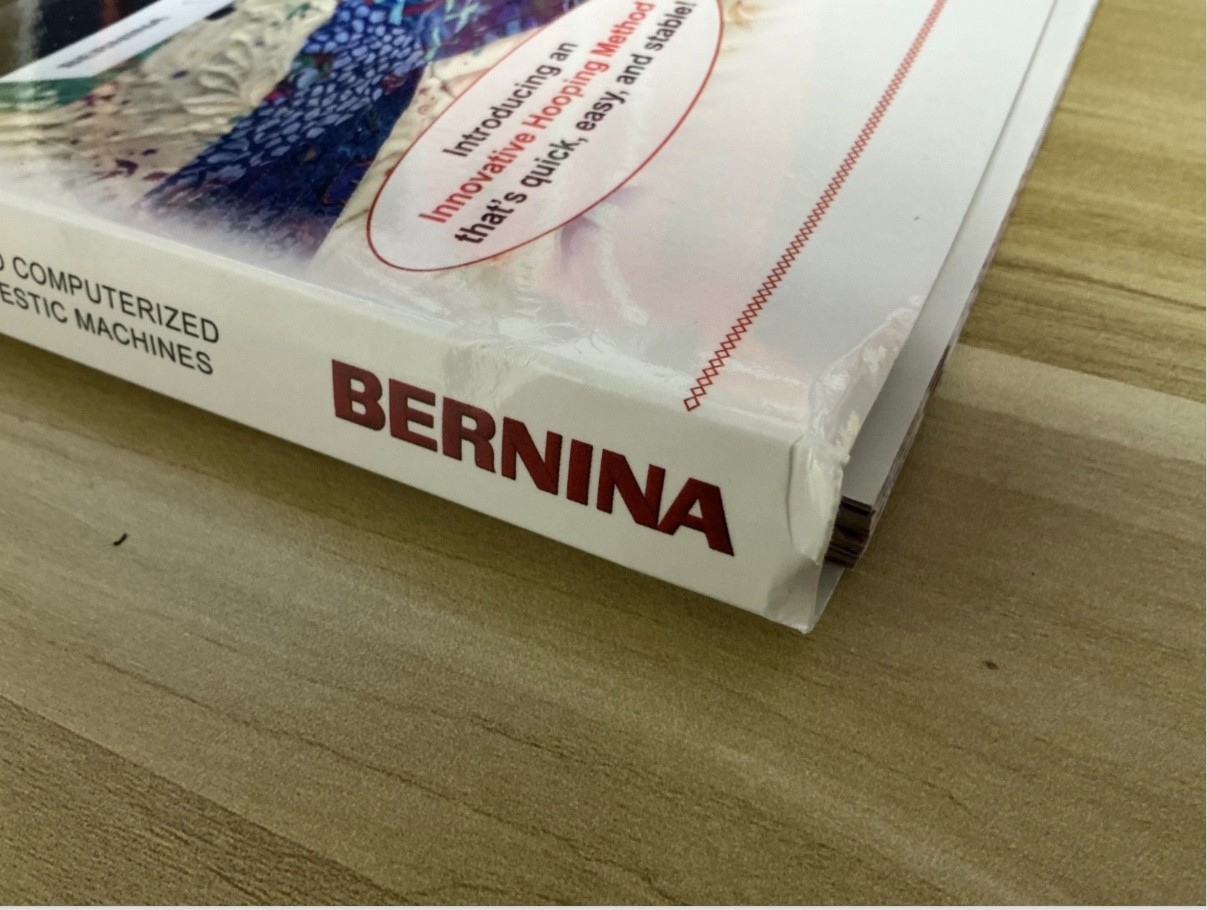 Introducing an
Innovative Hooping Method
that's quick, easy, and stable!
COMPUTERIZED
ESTIC MACHINES
BERNINA